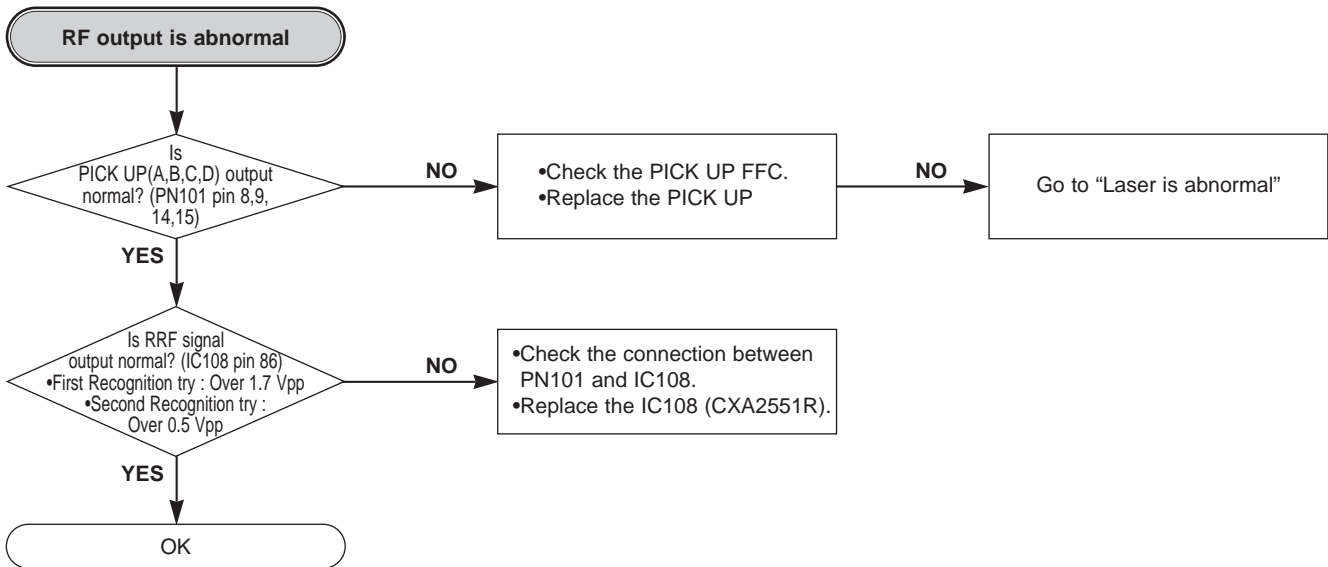 RF output is abnormal
Is
PICK UP(A,B,C,D) output
normal? (PN101 pin 8,9,
14,15)
NO
•Check the PICK UP FFC.
•Replace the PICK UP
NO
Go to “Laser is abnormal”
YES
Is RRF signal
output normal? (IC108 pin 86)
•First Recognition try : Over 1.7 Vpp
•Second Recognition try :
Over 0.5 Vpp
NO
•Check the connection between
PN101 and IC108.
•Replace the IC108 (CXA2551R).
YES
OK